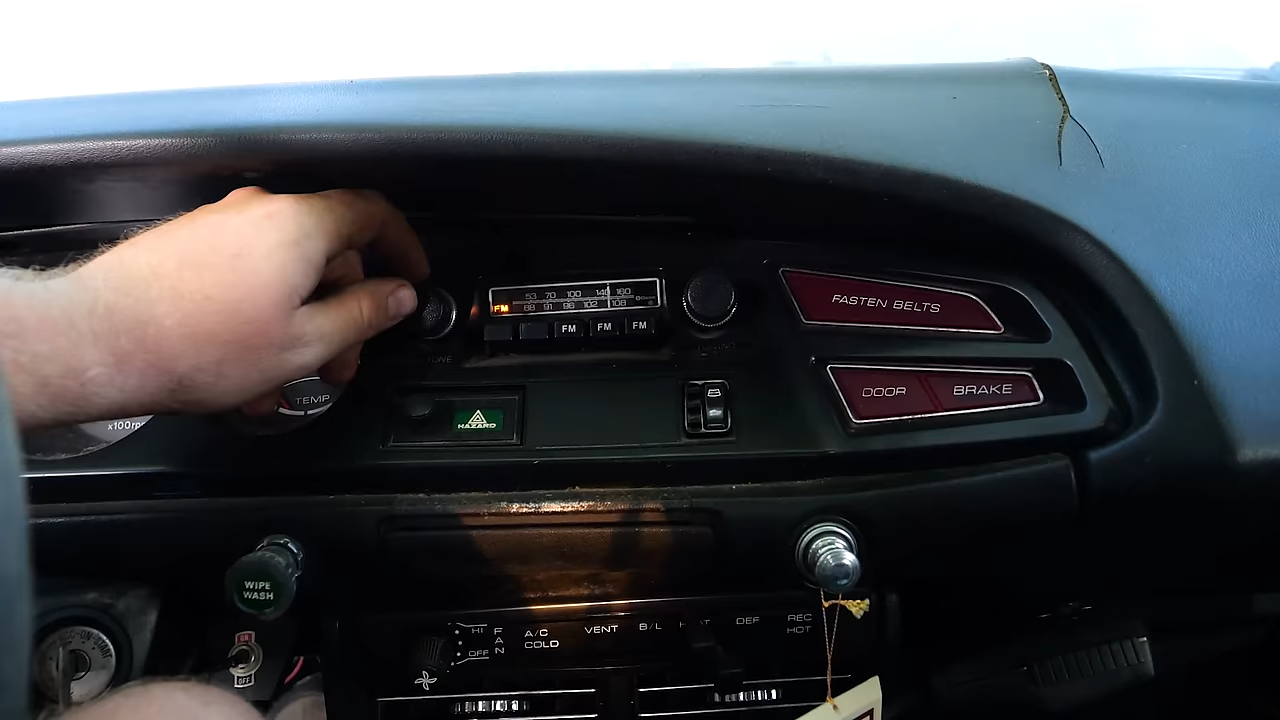 53 70 100 140 160
FM
88 91 96 102 108
FM FM FM
FASTEN BELTS
TEMP
x100rpm
HAZARD
DOOR
BRAKE
WIPE
WASH
ON
OFF
HI
OFF
FAN
A/C
COLD
VENT
B/L
DEF
REC
HOT